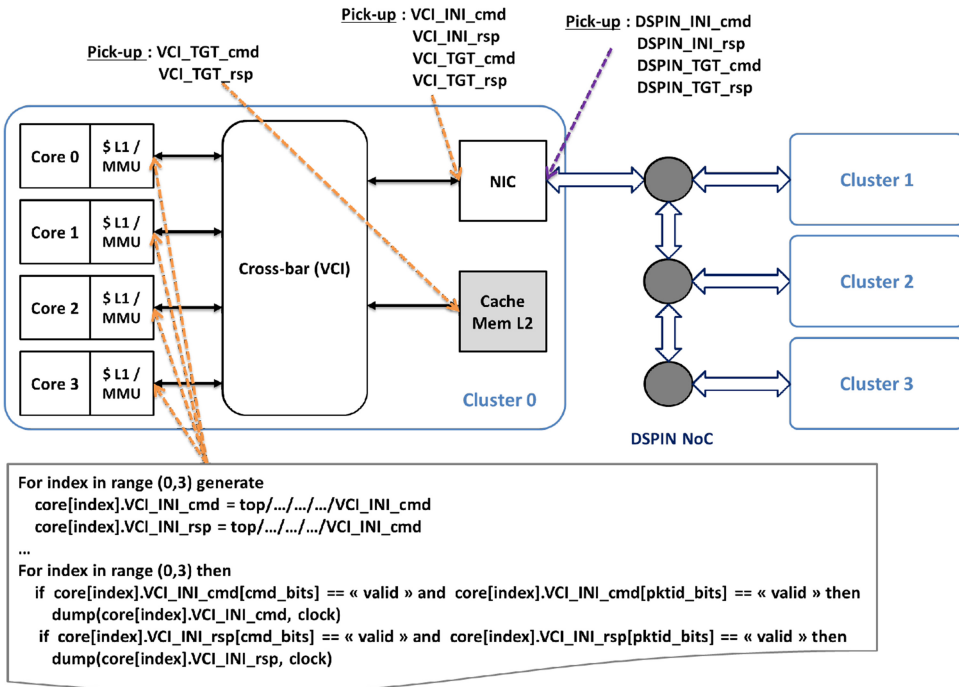 Pick-up : VCI_TGT_cmd
VCI_TGT_rsp
Pick-up : VCI_INI_cmd
VCI_INI_rsp
VCI_TGT_cmd
VCI_TGT_rsp
Pick-up : DSPIN_INI_cmd
DSPIN_INI_rsp
DSPIN_TGT_cmd
DSPIN_TGT_rsp
Core 0
$ L1 /
MMU
Core 1
$ L1 /
MMU
Core 2
$ L1 /
MMU
Core 3
$ L1 /
MMU
Cross-bar (VCI)
NIC
Cache
Mem L2
Cluster 0
Cluster 1
Cluster 2
Cluster 3
DSPIN NoC
For index in range (0,3) generate
core[index].VCI_INI_cmd = top/.../.../.../VCI_INI_cmd
core[index].VCI_INI_rsp = top/.../.../.../VCI_INI_cmd
...
For index in range (0,3) then
if core[index].VCI_INI_cmd[cmd_bits] == « valid » and core[index].VCI_INI_cmd[pktid_bits] == « valid » then
dump(core[index].VCI_INI_cmd, clock)
if core[index].VCI_INI_rsp[cmd_bits] == « valid » and core[index].VCI_INI_rsp[pktid_bits] == « valid » then
dump(core[index].VCI_INI_rsp, clock)